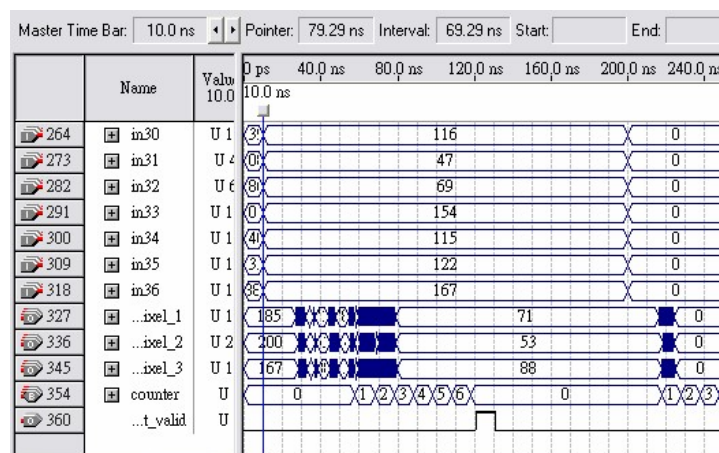 Master Time Bar: 10.0 ns Pointer: 79.29 ns Interval: 69.29 ns Start: End:
Name Valu 10.0 0 ps 40.0 ns 80.0 ns 120.0 ns 160.0 ns 200.0 ns 240.0 n
10.0 ns
264 in30 U 1 116 0
273 in31 U 4 47 0
282 in32 U 6 69 0
291 in33 U 1 154 0
300 in34 U 1 115 0
309 in35 U 1 122 0
318 in36 U 1 167 0
327 ...ixel_1 U 1 185 71 0
336 ...ixel_2 U 2 200 53 0
345 ...ixel_3 U 1 167 88 0
354 counter U 0 1 2 3 4 5 6 0 1 2 3
360 ...t_valid U